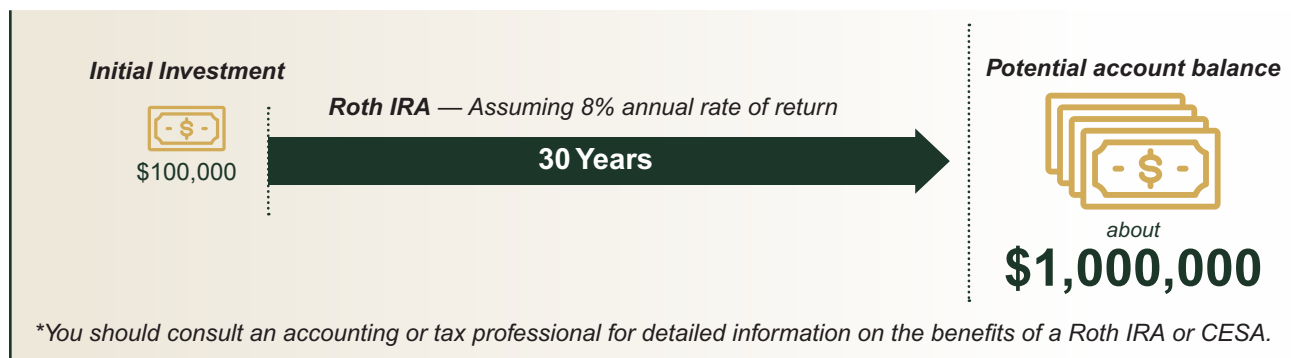 Initial Investment
$
$100,000
Roth IRA — Assuming 8% annual rate of return
30 Years
Potential account balance
$
about
$1,000,000
*You should consult an accounting or tax professional for detailed information on the benefits of a Roth IRA or CESA.